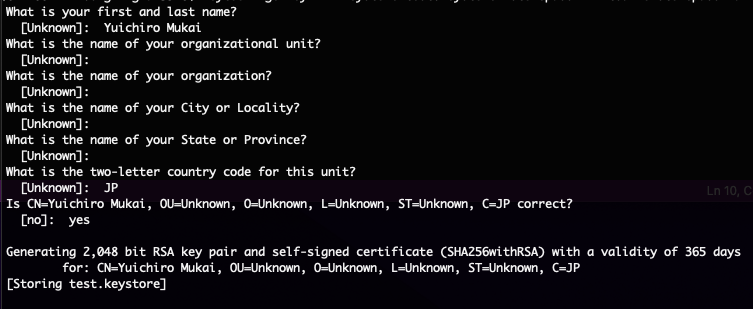 What is your first and last name?
  [Unknown]:  Yuichiro Mukai
What is the name of your organizational unit?
  [Unknown]:
What is the name of your organization?
  [Unknown]:
What is the name of your City or Locality?
  [Unknown]:
What is the name of your State or Province?
  [Unknown]:
What is the two-letter country code for this unit?
  [Unknown]:  JP
Ln 10, C
Is CN=Yuichiro Mukai, OU=Unknown, O=Unknown, L=Unknown, ST=Unknown, C=JP correct?
  [no]:  yes

Generating 2,048 bit RSA key pair and self-signed certificate (SHA256withRSA) with a validity of 365 days
        for: CN=Yuichiro Mukai, OU=Unknown, O=Unknown, L=Unknown, ST=Unknown, C=JP
[Storing test.keystore]